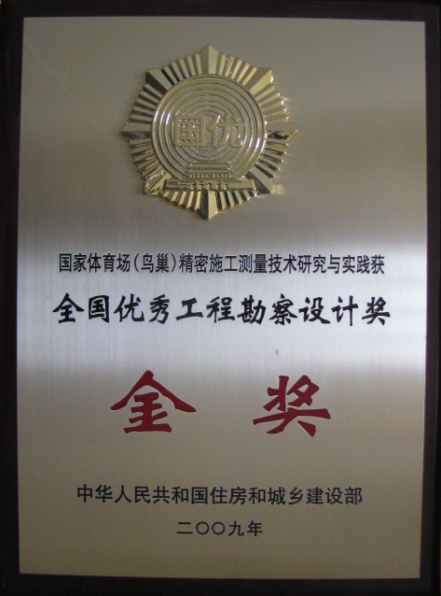 国优
国家体育场(鸟巢)精密施工测量技术研究与实践获
全国优秀工程勘察设计奖
金奖
中华人民共和国住房和城乡建设部
二〇〇九年